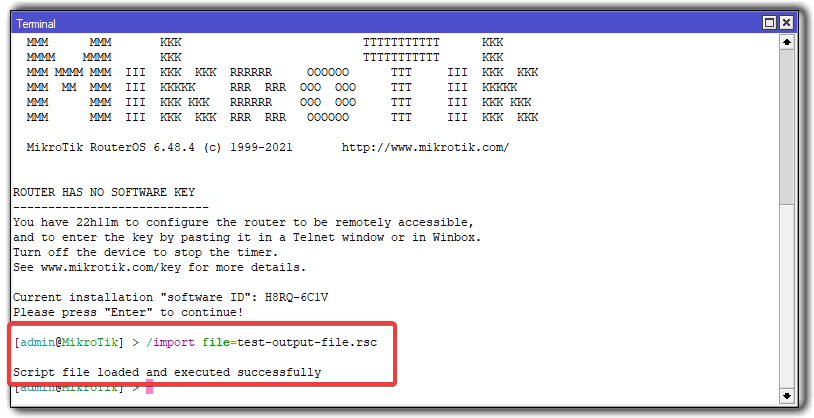 Terminal
MMM      MMM       KKK                          TTTTTTTTTTT      KKK
MMMM    MMMM       KKK                          TTTTTTTTTTT      KKK
MMM MMMM MMM  III  KKK  KKK  RRRRRR     OOOOOO      TTT     III  KKK  KKK
MMM  MM  MMM  III  KKKKK     RRR  RRR  OOO  OOO     TTT     III  KKKKK
MMM      MMM  III  KKK KKK   RRRRRR    OOO  OOO     TTT     III  KKK KKK
MMM      MMM  III  KKK  KKK  RRR  RRR   OOOOOO      TTT     III  KKK  KKK
MikroTik RouterOS 6.48.4 (c) 1999-2021       http://www.mikrotik.com/
ROUTER HAS NO SOFTWARE KEY
----------------------------
You have 22h11m to configure the router to be remotely accessible,
and to enter the key by pasting it in a Telnet window or in Winbox.
Turn off the device to stop the timer.
See www.mikrotik.com/key for more details.
Current installation "software ID": H8RQ-6C1V
Please press "Enter" to continue!
[admin@MikroTik] > /import file=test-output-file.rsc
Script file loaded and executed successfully
[admin@MikroTik] >